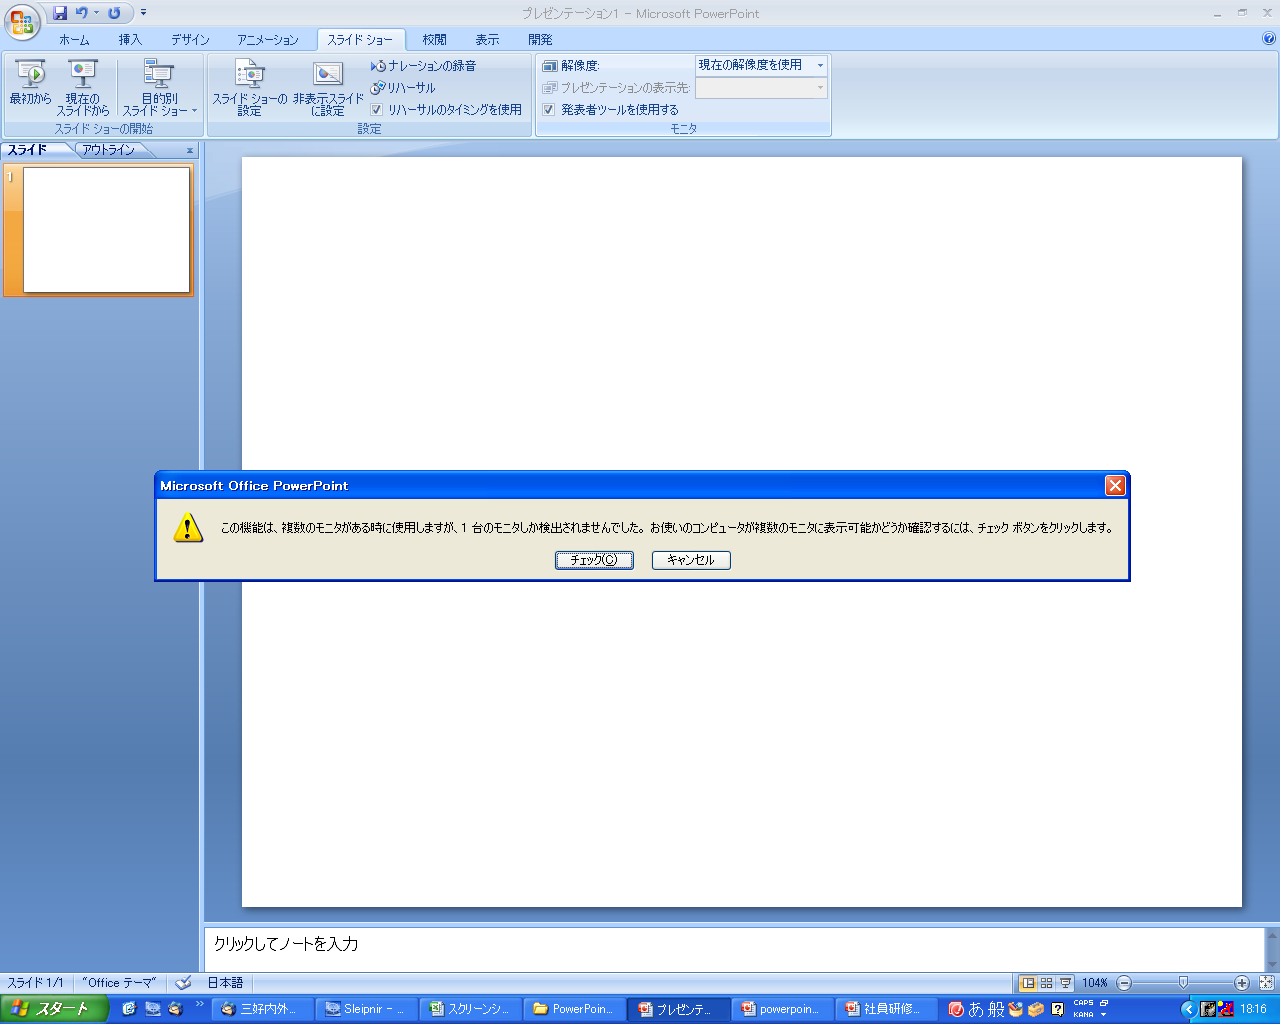 プレゼンテーション1 - Microsoft PowerPoint
ホーム 挿入 デザイン アニメーション スライド ショー 校閲 表示 開発
最初から
現在の
スライドから
目的別
スライド ショー
スライド ショーの開始
スライド ショーの
設定
非表示スライド
に設定
ナレーションの録音
リハーサル
リハーサルのタイミングを使用
設定
解像度: 現在の解像度を使用
プレゼンテーションの表示先:
発表者ツールを使用する
モニタ
スライド アウトライン
1
Microsoft Office PowerPoint
この機能は、複数のモニタがある時に使用しますが、1 台のモニタしか検出されませんでした。お使いのコンピュータが複数のモニタに表示可能かどうか確認するには、チェック ボタンをクリックします。
チェック(C) キャンセル
クリックしてノートを入力
スライド 1/1 "Office テーマ" 日本語 104%
スタート 三好内外... Sleipnir - ... スクリーンシ... PowerPoin... プレゼンテ... powerpoin... 社員研修... あ 般 CAPS KANA 18:16